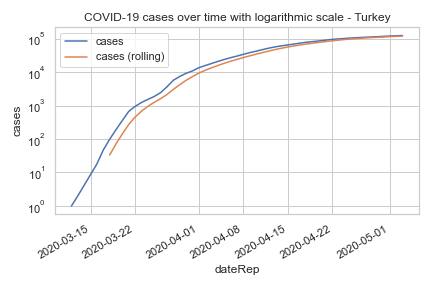 COVID-19 cases over time with logarithmic scale - Turkey
cases
cases (rolling)
10^5
10^4
10^3
10^2
10^1
10^0
cases
2020-03-15
2020-03-22
2020-04-01
2020-04-08
2020-04-15
2020-04-22
2020-05-01
dateRep